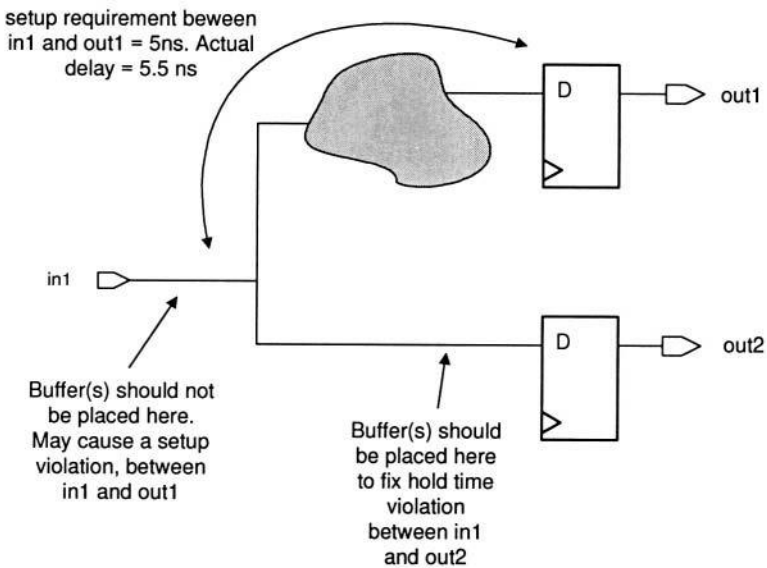 setup requirement beween
in1 and out1 = 5ns. Actual
delay = 5.5 ns
D
out1
in1
D
out2
Buffer(s) should not
be placed here.
May cause a setup
violation, between
in1 and out1
Buffer(s) should
be placed here
to fix hold time
violation
between in1
and out2